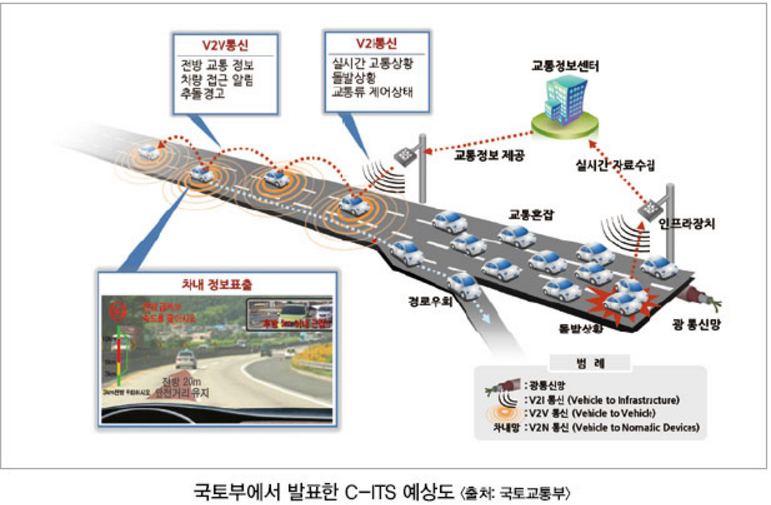 V2V통신
전방 교통 정보
차량 접근 알림
추돌경고
V2I통신
실시간 교통상황
돌발상황
교통류 제어상태
교통정보센터
교통정보 제공
실시간 자료수집
인프라장치
교통혼잡
경로우회
돌발상황
광 통신망
차내 정보표출
전방 20m
안전거리 유지
범 례
: 광통신망
: V2I 통신 (Vehicle to Infrastructure)
: V2V 통신 (Vehicle to Vehicle)
차내망 : V2N 통신 (Vehicle to Nomadic Devices)
국토부에서 발표한 C-ITS 예상도 <출처: 국토교통부>